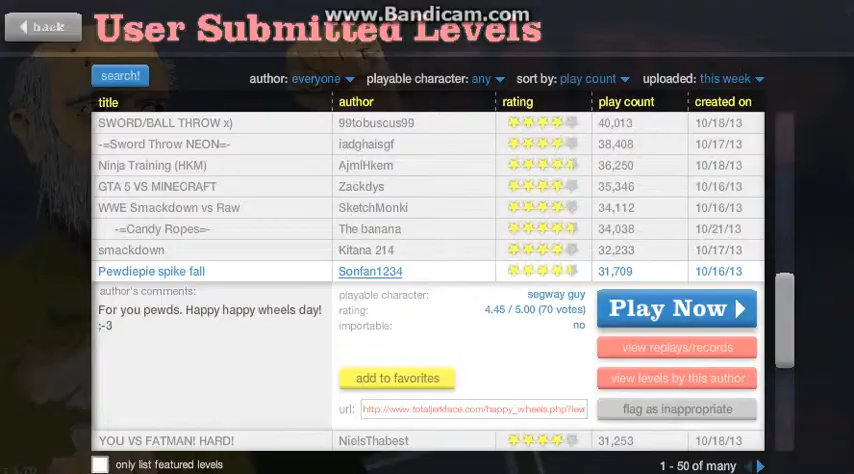 www.Bandicam.com
back
User Submitted Levels
search!
author: everyone playable character: any sort by: play count uploaded: this week
title author rating play count created on
SWORD/BALL THROW x) 99tobuscus99 40,013 10/18/13
-=Sword Throw NEON=- iadghaisgf 38,408 10/17/13
Ninja Training (HKM) AjmlHkem 36,250 10/18/13
GTA 5 VS MINECRAFT Zackdys 35,346 10/16/13
WWE Smackdown vs Raw SketchMonki 34,112 10/16/13
-=Candy Ropes=- The banana 34,038 10/21/13
smackdown Kitana 214 32,233 10/17/13
Pewdiepie spike fall Sonfan1234 31,709 10/16/13
author's comments:
For you pewds. Happy happy wheels day!
;-3
playable character: segway guy
rating: 4.45 / 5.00 (70 votes)
importable: no
add to favorites
url: http://www.totaljerkface.com/happy_wheels.php?leve
Play Now
view replays/records
view levels by this author
flag as inappropriate
YOU VS FATMAN! HARD! NielsThabest 31,253 10/18/13
only list featured levels 1 - 50 of many